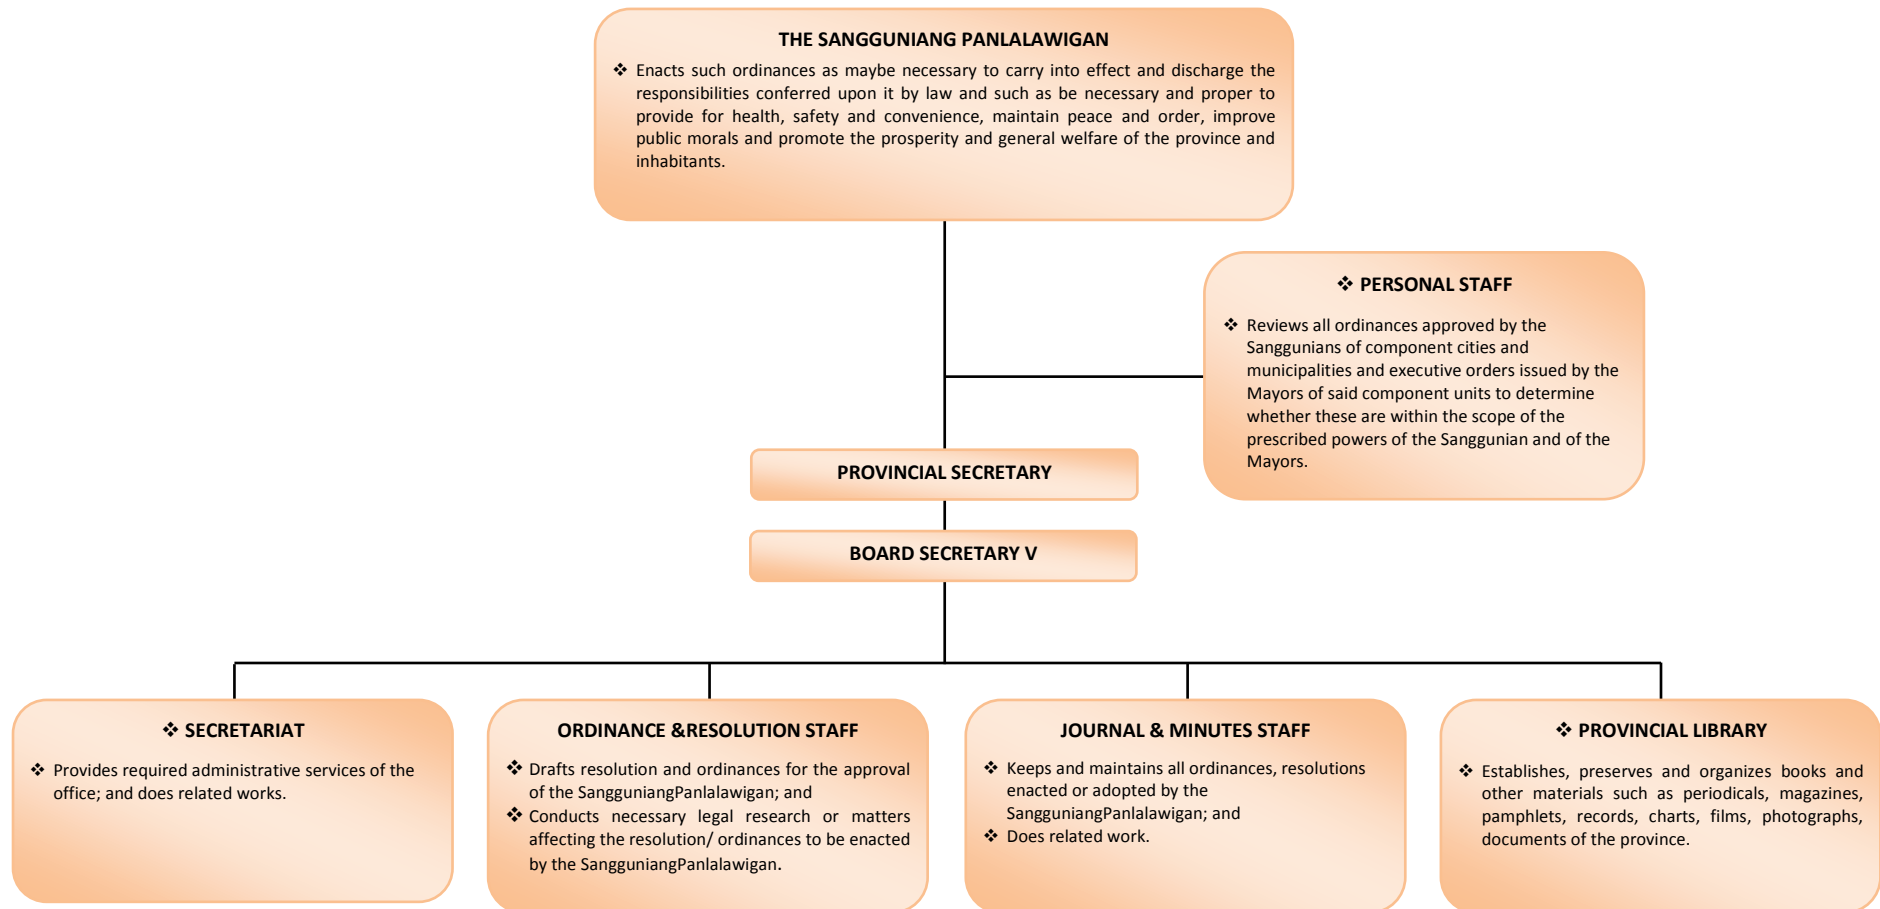 THE SANGGUNIANG PANLALAWIGAN
❖ Enacts such ordinances as maybe necessary to carry into effect and discharge the
responsibilities conferred upon it by law and such as be necessary and proper to
provide for health, safety and convenience, maintain peace and order, improve
public morals and promote the prosperity and general welfare of the province and
inhabitants.
❖ PERSONAL STAFF
❖ Reviews all ordinances approved by the
Sanggunians of component cities and
municipalities and executive orders issued by the
Mayors of said component units to determine
whether these are within the scope of the
prescribed powers of the Sanggunian and of the
Mayors.
PROVINCIAL SECRETARY
BOARD SECRETARY V
❖ SECRETARIAT
❖ Provides required administrative services of the
office; and does related works.
ORDINANCE &RESOLUTION STAFF
❖ Drafts resolution and ordinances for the approval
of the SangguniangPanlalawigan; and
❖ Conducts necessary legal research or matters
affecting the resolution/ ordinances to be enacted
by the SangguniangPanlalawigan.
JOURNAL & MINUTES STAFF
❖ Keeps and maintains all ordinances, resolutions
enacted or adopted by the
SangguniangPanlalawigan; and
❖ Does related work.
❖ PROVINCIAL LIBRARY
❖ Establishes, preserves and organizes books and
other materials such as periodicals, magazines,
pamphlets, records, charts, films, photographs,
documents of the province.